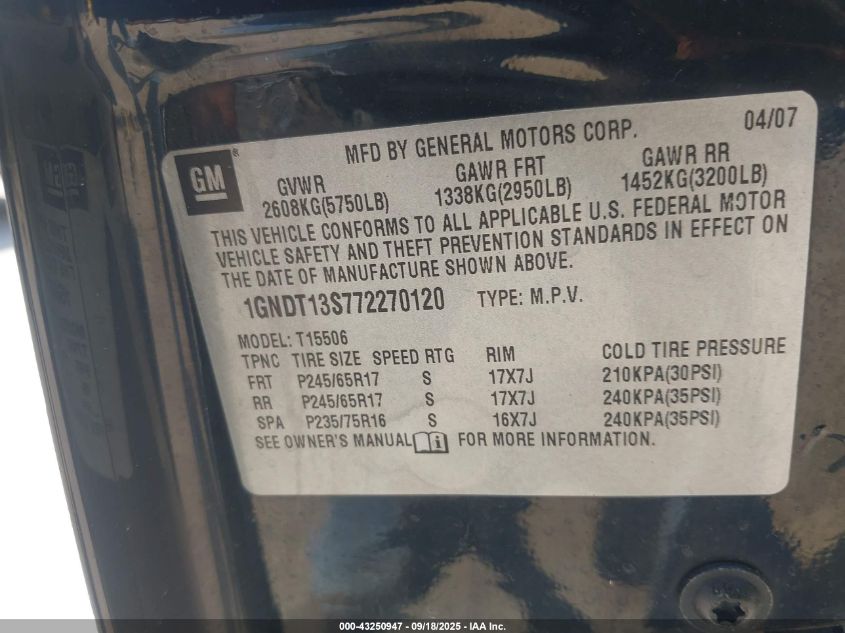 04/07
MFD BY GENERAL MOTORS CORP.
GM®
GVWR GAWR FRT GAWR RR
2608KG(5750LB) 1338KG(2950LB) 1452KG(3200LB)
THIS VEHICLE CONFORMS TO ALL APPLICABLE U.S. FEDERAL MOTOR
VEHICLE SAFETY AND THEFT PREVENTION STANDARDS IN EFFECT ON
THE DATE OF MANUFACTURE SHOWN ABOVE.
1GNDT13S772270120 TYPE: M.P.V.
MODEL: T15506
TPNC TIRE SIZE SPEED RTG RIM COLD TIRE PRESSURE
FRT P245/65R17 S 17X7J 210KPA(30PSI)
RR P245/65R17 S 17X7J 240KPA(35PSI)
SPA P235/75R16 S 16X7J 240KPA(35PSI)
SEE OWNER'S MANUAL i FOR MORE INFORMATION.
000-43250947 - 09/18/2025 - IAA Inc.